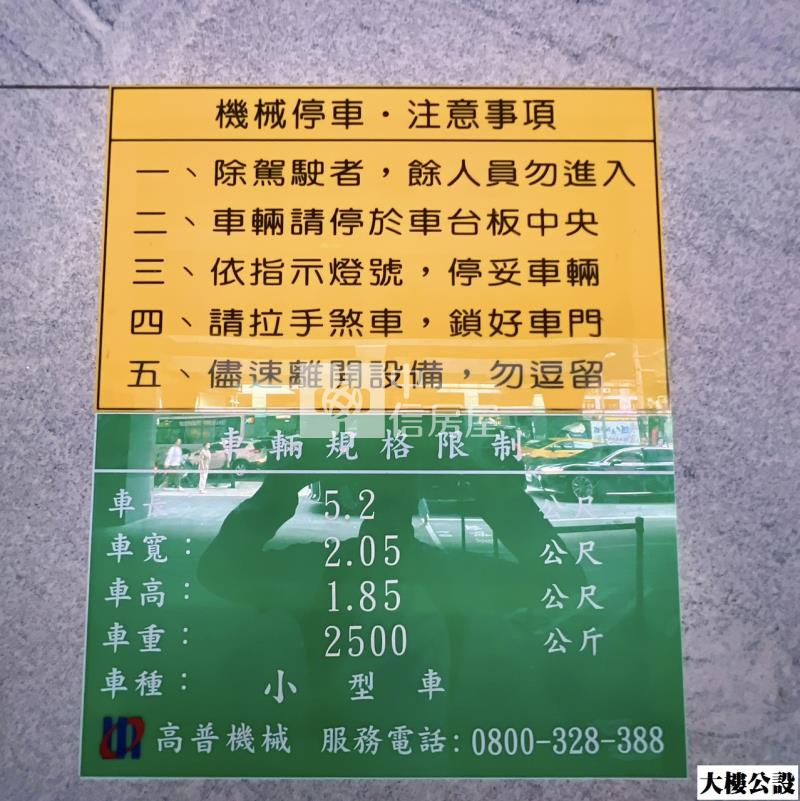 機械停車・注意事項
一、除駕駛者，餘人員勿進入
二、車輛請停於車台板中央
三、依指示燈號，停妥車輛
四、請拉手煞車，鎖好車門
五、儘速離開設備，勿逗留
車輛規格限制
車長 5.2 公尺
車寬： 2.05 公尺
車高： 1.85 公尺
車重： 2500 公斤
車種： 小型車
高普機械 服務電話：0800-328-388
中信房屋
大樓公設